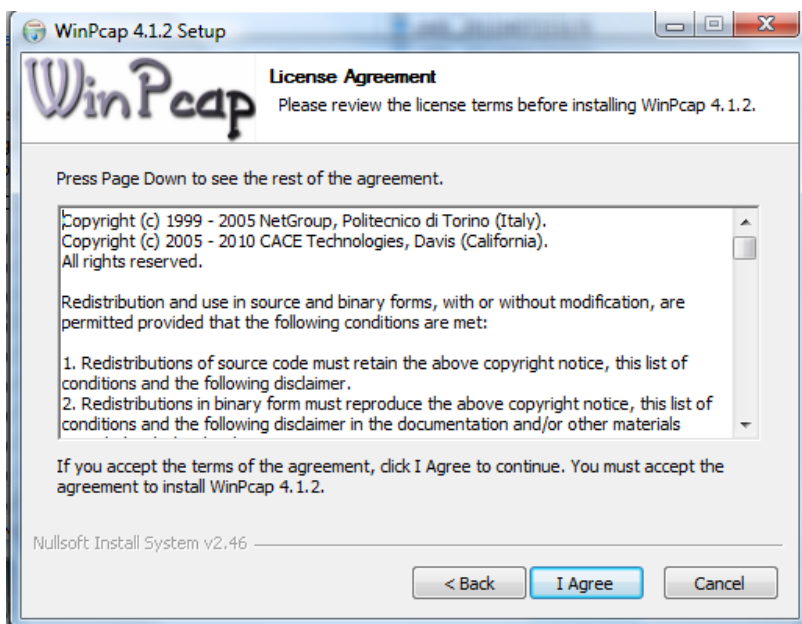 WinPcap 4.1.2 Setup
WinPcap
License Agreement
Please review the license terms before installing WinPcap 4.1.2.
Press Page Down to see the rest of the agreement.
Copyright (c) 1999 - 2005 NetGroup, Politecnico di Torino (Italy).
Copyright (c) 2005 - 2010 CACE Technologies, Davis (California).
All rights reserved.
Redistribution and use in source and binary forms, with or without modification, are
permitted provided that the following conditions are met:
1. Redistributions of source code must retain the above copyright notice, this list of
conditions and the following disclaimer.
2. Redistributions in binary form must reproduce the above copyright notice, this list of
conditions and the following disclaimer in the documentation and/or other materials
If you accept the terms of the agreement, click I Agree to continue. You must accept the
agreement to install WinPcap 4.1.2.
Nullsoft Install System v2.46
< Back
I Agree
Cancel